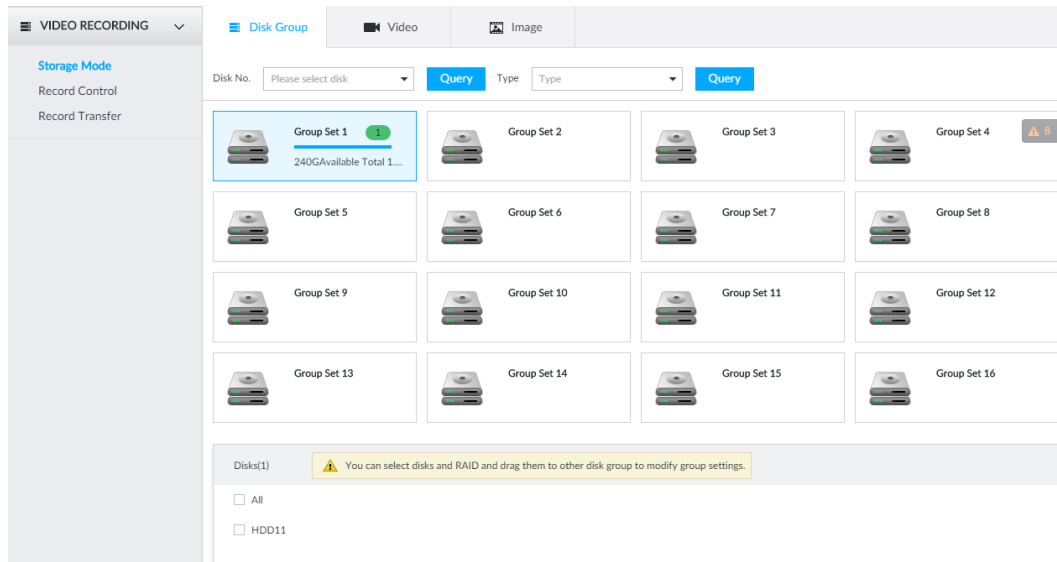 VIDEO RECORDING
Storage Mode
Record Control
Record Transfer
Disk Group
Video
Image
Disk No.
Please select disk
Query
Type
Type
Query
Group Set 1
1
240GAvailable Total 1....
Group Set 2
Group Set 3
Group Set 4
8
Group Set 5
Group Set 6
Group Set 7
Group Set 8
Group Set 9
Group Set 10
Group Set 11
Group Set 12
Group Set 13
Group Set 14
Group Set 15
Group Set 16
Disks(1)
You can select disks and RAID and drag them to other disk group to modify group settings.
All
HDD11